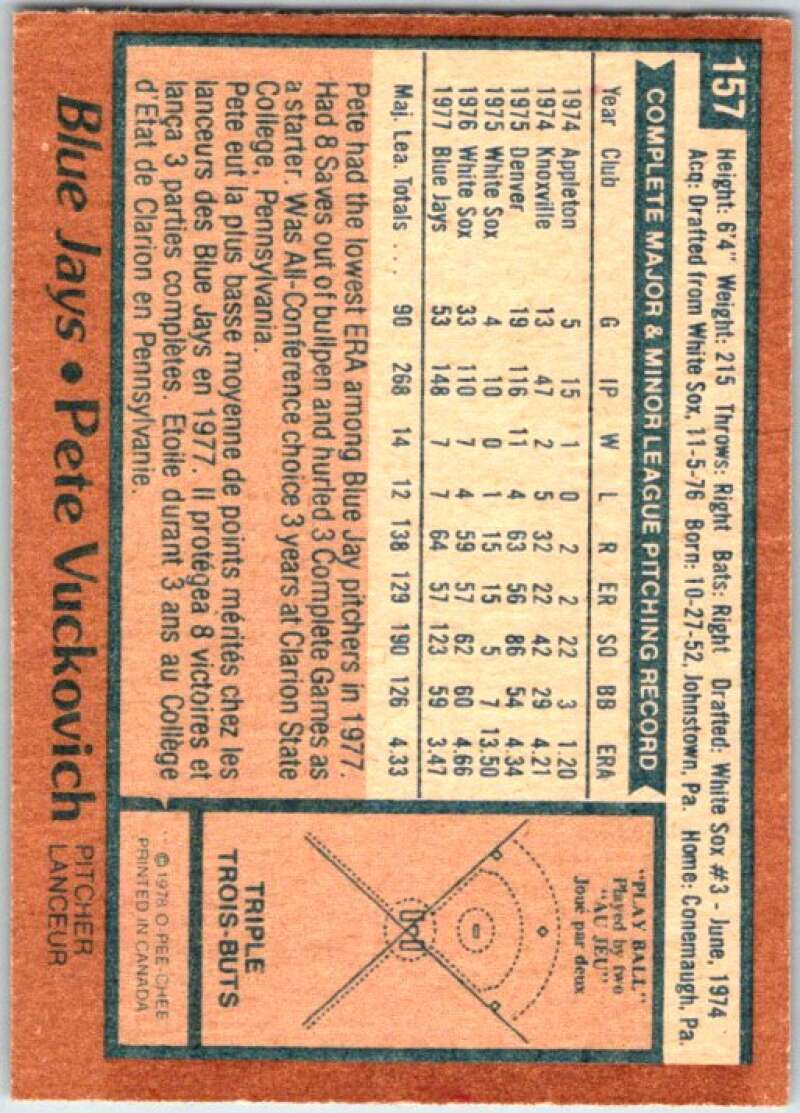 157
Height: 6'4" Weight: 215 Throws: Right Bats: Right Drafted: White Sox #3 - June, 1974
Acq: Drafted from White Sox, 11-5-76 Born: 10-27-52, Johnstown, Pa. Home: Conemaugh, Pa.
COMPLETE MAJOR & MINOR LEAGUE PITCHING RECORD
Year Club G IP W L R ER SO BB ERA
1974 Appleton 5 15 1 0 2 2 22 3 1.20
1974 Knoxville 13 47 2 5 32 22 42 29 4.21
1975 Denver 19 116 11 4 63 56 86 54 4.34
1975 White Sox 4 10 0 1 15 15 5 7 13.50
1976 White Sox 33 110 7 4 59 57 62 60 4.66
1977 Blue Jays 53 148 7 7 64 57 123 59 3.47
Maj. Lea. Totals ... 90 268 14 12 138 129 190 126 4.33
Pete had the lowest ERA among Blue Jay pitchers in 1977.
Had 8 Saves out of bullpen and hurled 3 Complete Games as
a starter. Was All-Conference choice 3 years at Clarion State
College, Pennsylvania.
Pete eut la plus basse moyenne de points mérités chez les
lanceurs des Blue Jays en 1977. Il protégea 8 victoires et
lança 3 parties complètes. Etoile durant 3 ans au Collège
d'Etat de Clarion en Pennsylvanie.
"PLAY BALL"
Played by two
"AU JEU"
Joué par deux
TRIPLE
TROIS-BUTS
© 1978 O-PEE-CHEE
PRINTED IN CANADA
Blue Jays • Pete Vuckovich PITCHER
LANCEUR